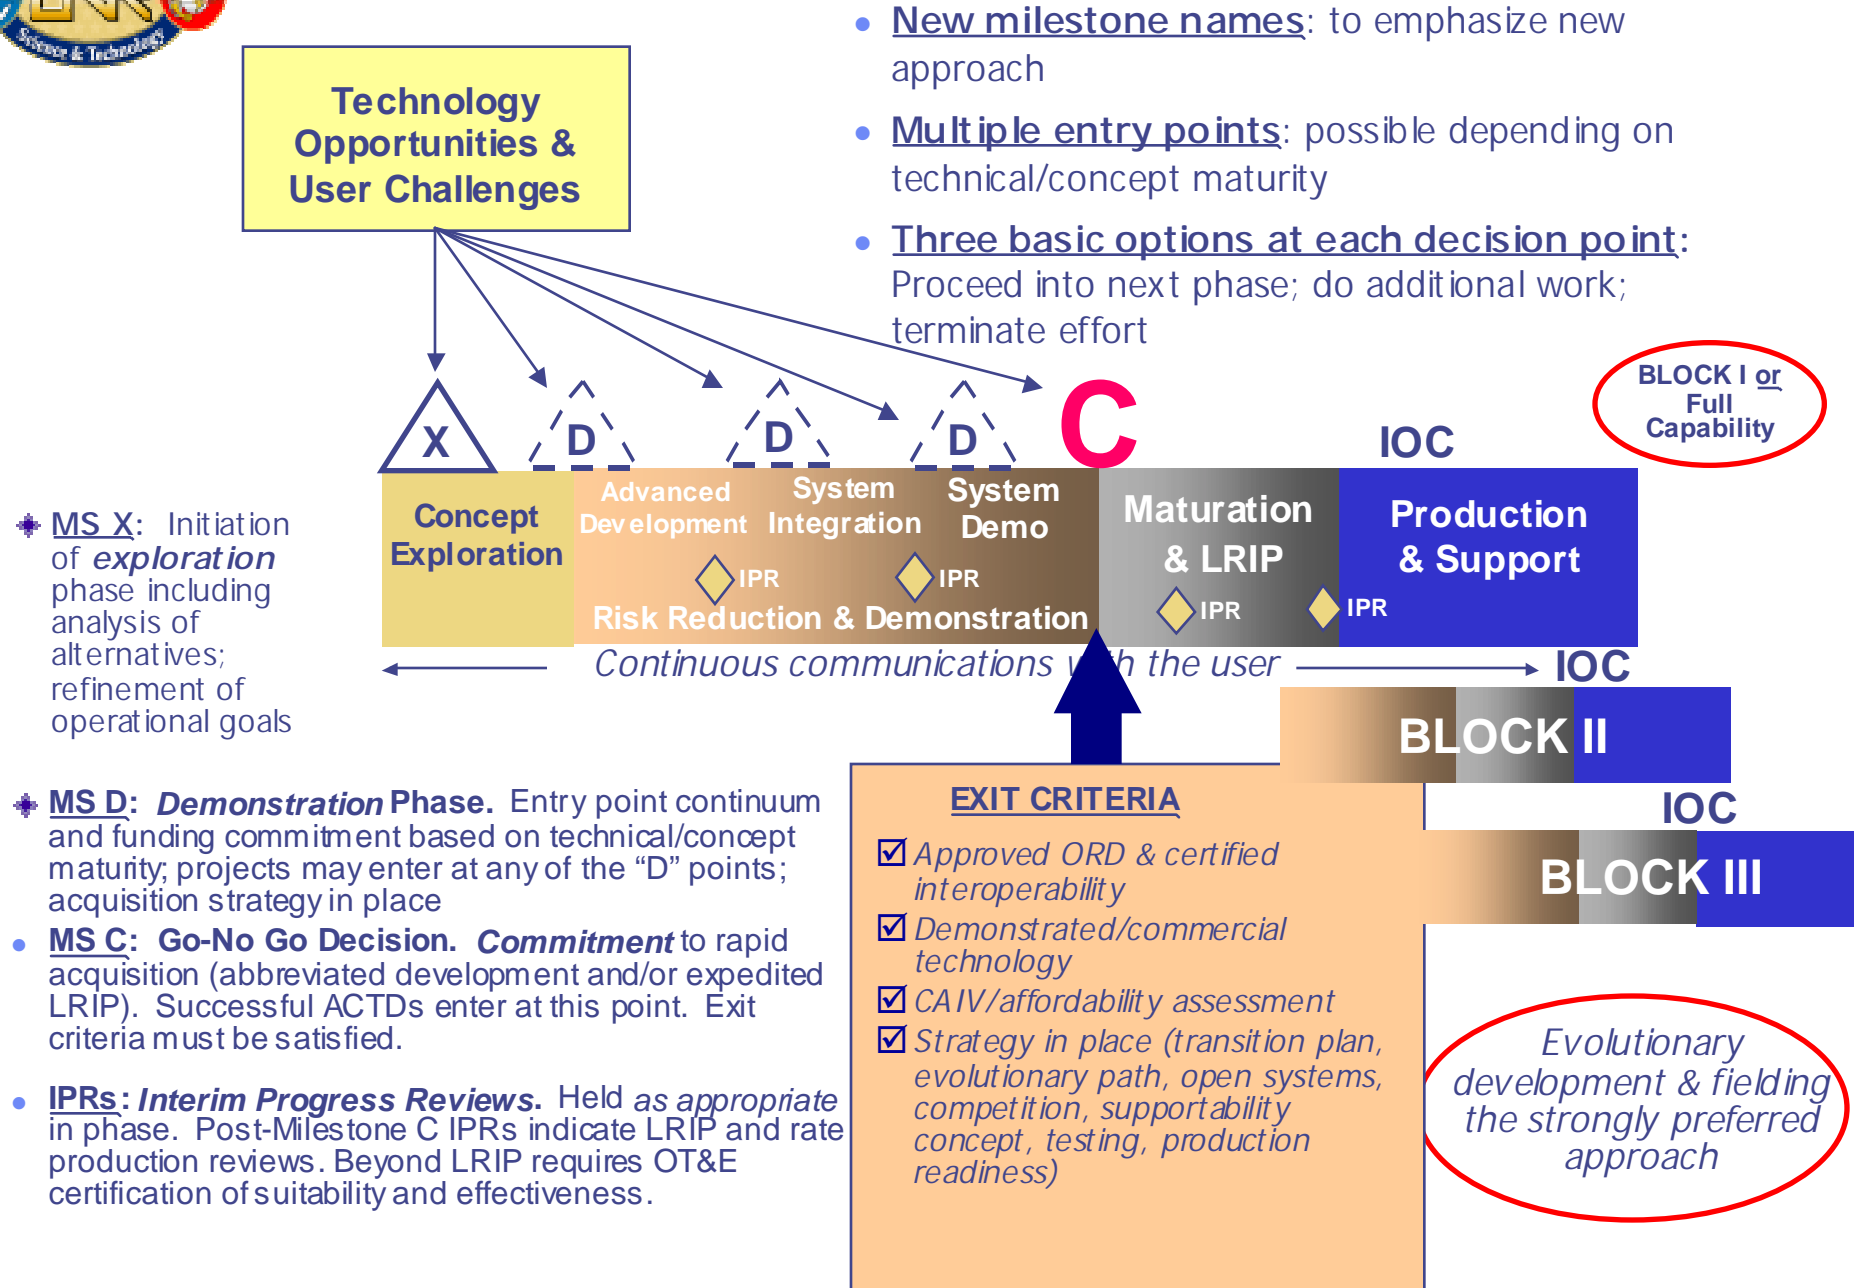 Science & Technology
New milestone names: to emphasize new
approach
Multiple entry points: possible depending on
technical/concept maturity
Three basic options at each decision point:
Proceed into next phase; do additional work;
terminate effort
Technology
Opportunities &
User Challenges
BLOCK I or
Full
Capability
X
D
D
D
C
IOC
Concept
Exploration
Advanced
Development
System
Integration
System
Demo
IPR
IPR
Risk Reduction & Demonstration
Maturation
& LRIP
IPR
IPR
Production
& Support
Continuous communications with the user
IOC
BLOCK II
IOC
BLOCK III
MS X: Initiation
of exploration
phase including
analysis of
alternatives;
refinement of
operational goals
MS D: Demonstration Phase. Entry point continuum
and funding commitment based on technical/concept
maturity; projects may enter at any of the “D” points;
acquisition strategy in place
MS C: Go-No Go Decision. Commitment to rapid
acquisition (abbreviated development and/or expedited
LRIP). Successful ACTDs enter at this point. Exit
criteria must be satisfied.
IPRs: Interim Progress Reviews. Held as appropriate
in phase. Post-Milestone C IPRs indicate LRIP and rate
production reviews. Beyond LRIP requires OT&E
certification of suitability and effectiveness.
EXIT CRITERIA
Approved ORD & certified
interoperability
Demonstrated/commercial
technology
CAIV/affordability assessment
Strategy in place (transition plan,
evolutionary path, open systems,
competition, supportability
concept, testing, production
readiness)
Evolutionary
development & fielding
the strongly preferred
approach